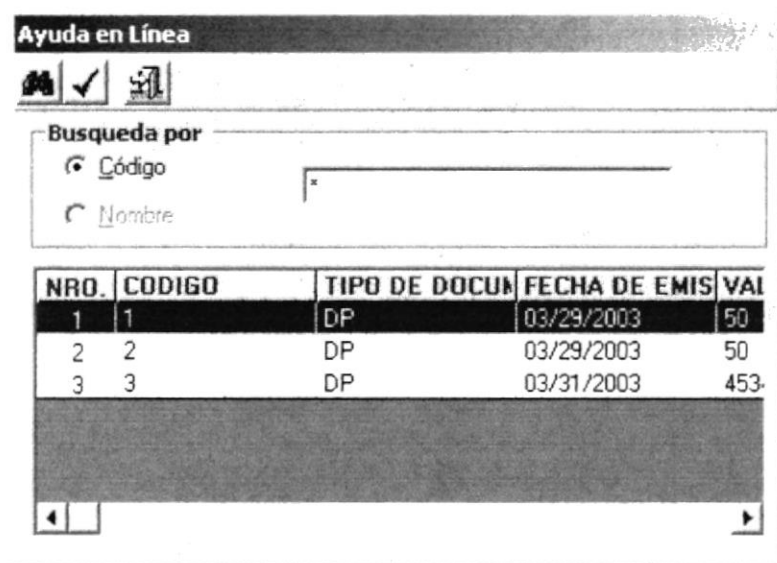 Ayuda en Línea
Busqueda por
Código
*
Nombre
NRO. CODIGO TIPO DE DOCUM FECHA DE EMIS VAL
1 1 DP 03/29/2003 50
2 2 DP 03/29/2003 50
3 3 DP 03/31/2003 453